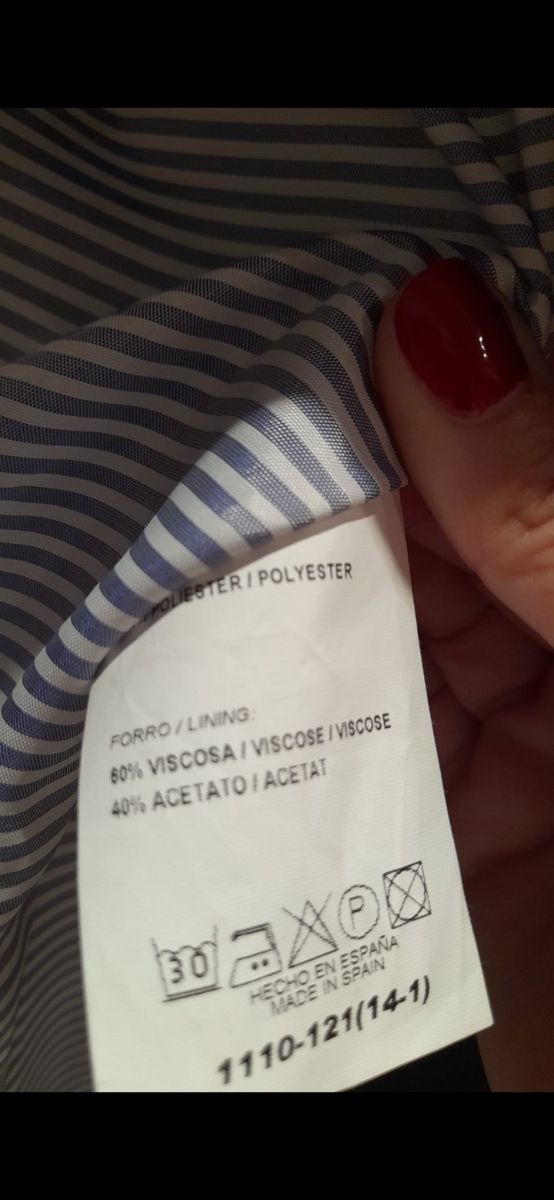 POLIESTER / POLYESTER
FORRO / LINING:
60% VISCOSA / VISCOSE / VISCOSE
40% ACETATO / ACETAT
30
P
HECHO EN ESPAÑA
MADE IN SPAIN
1110-121(14-1)